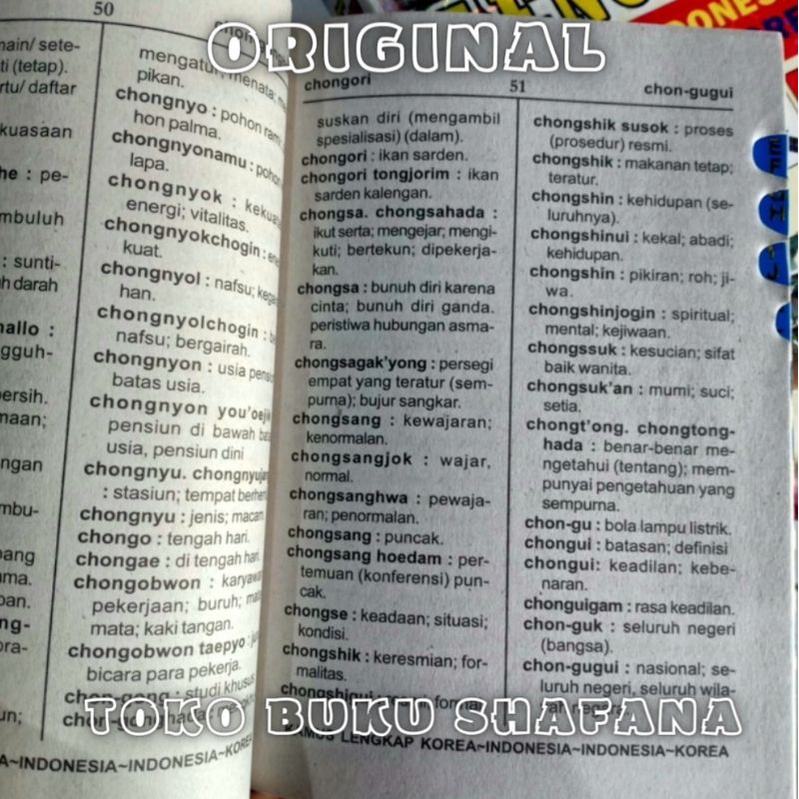 ORIGINAL
50
main/ sete-
ti (tetap).
rtu/ daftar
kuasaan
he : pe-
mbuluh
: sunti-
h darah
nallo :
gguh-
ersih.
maan;
ngan
mbu-
pang
ama.
pan.
ng-
ora-
un;
mengatur, menata;
pikan.
chongnyo : pohon
hon palma.
chongnyonamu :
lapa.
chongnyok :
energi; vitalitas.
chongnyokchogin :
kuat.
chongnyol : nafsu;
han.
chongnyolchogin :
nafsu; bergairah.
chongnyon : usia
batas usia.
chongnyon you'oejik
pensiun di bawah
usia, pensiun dini
chongnyu. chongnyujang
: stasiun; tempat
chongnyu : jenis;
chongo : tengah hari.
chongae : di tengah hari.
chongobwon : karyawan
pekerjaan; buruh;
mata; kaki tangan.
chongobwon taepyo :
bicara para pekerja.
chon-gong : studi khusus
A~INDONESIA~INDONESIA~KOREA
chongori 51 chon-gugui
suskan diri (mengambil
spesialisasi) (dalam).
chongori : ikan sarden.
chongori tongjorim : ikan
sarden kalengan.
chongsa. chongsahada :
ikut serta; mengejar; mengi-
kuti; bertekun; dipekerja-
kan.
chongsa : bunuh diri karena
cinta; bunuh diri ganda.
peristiwa hubungan asma-
ra.
chongsagak'yong : persegi
empat yang teratur (sem-
purna); bujur sangkar.
chongsang : kewajaran;
kenormalan.
chongsangjok : wajar,
normal.
chongsanghwa : pewaja-
ran; penormalan.
chongsang : puncak.
chongsang hoedam : per-
temuan (konferensi) pun-
cak.
chongse : keadaan; situasi;
kondisi.
chongshik : keresmian; for-
malitas.
chongshik susok : proses
(prosedur) resmi.
chongshik : makanan tetap;
teratur.
chongshin : kehidupan (se-
luruhnya).
chongshinui : kekal; abadi;
kehidupan.
chongshin : pikiran; roh; ji-
wa.
chongshinjogin : spiritual;
mental; kejiwaan.
chongssuk : kesucian; sifat
baik wanita.
chongsuk'an : mumi; suci;
setia.
chongt'ong. chongtong-
hada : benar-benar me-
ngetahui (tentang); mem-
punyai pengetahuan yang
sempurna.
chon-gu : bola lampu listrik.
chongui : batasan; definisi
chongui: keadilan; kebe-
naran.
chonguigam : rasa keadilan.
chon-guk : seluruh negeri
(bangsa).
chon-gugui : nasional; se-
luruh negeri, seluruh wila-
TOKO BUKU SHAFANA
KAMUS LENGKAP KOREA~INDONESIA~INDONESIA~KOREA